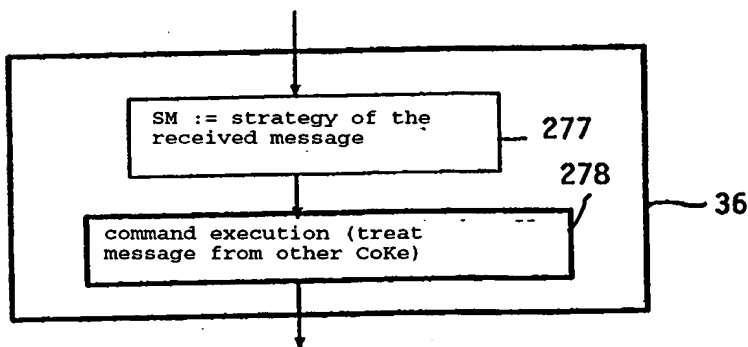 SM := strategy of the
received message
277
278
command execution (treat
message from other CoKe)
36